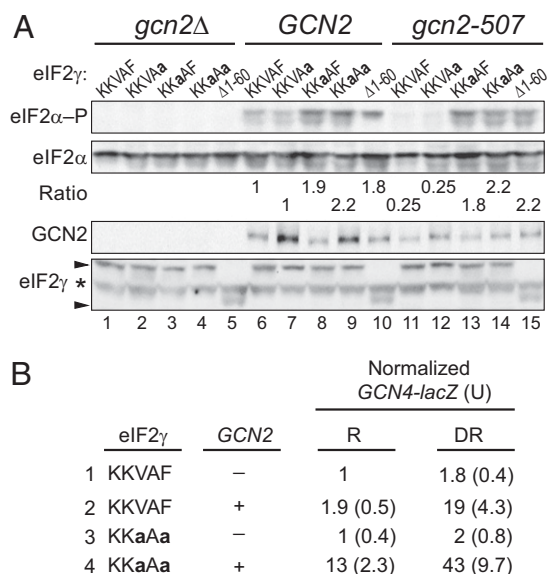 A
gcn2Δ GCN2 gcn2-507
eIF2γ: KKVAF KKVAa KKaAF KKaAa Δ1-60 KKVAF KKVAa KKaAF KKaAa Δ1-60 KKVAF KKVAa KKaAF KKaAa Δ1-60
eIF2α–P
eIF2α
Ratio
1 1.9 1.8 0.25 2.2
1 2.2 0.25 1.8 2.2
GCN2
eIF2γ *
1 2 3 4 5 6 7 8 9 10 11 12 13 14 15
B
Normalized
GCN4-lacZ (U)
eIF2γ GCN2 R DR
1 KKVAF – 1 1.8 (0.4)
2 KKVAF + 1.9 (0.5) 19 (4.3)
3 KKaAa – 1 (0.4) 2 (0.8)
4 KKaAa + 13 (2.3) 43 (9.7)